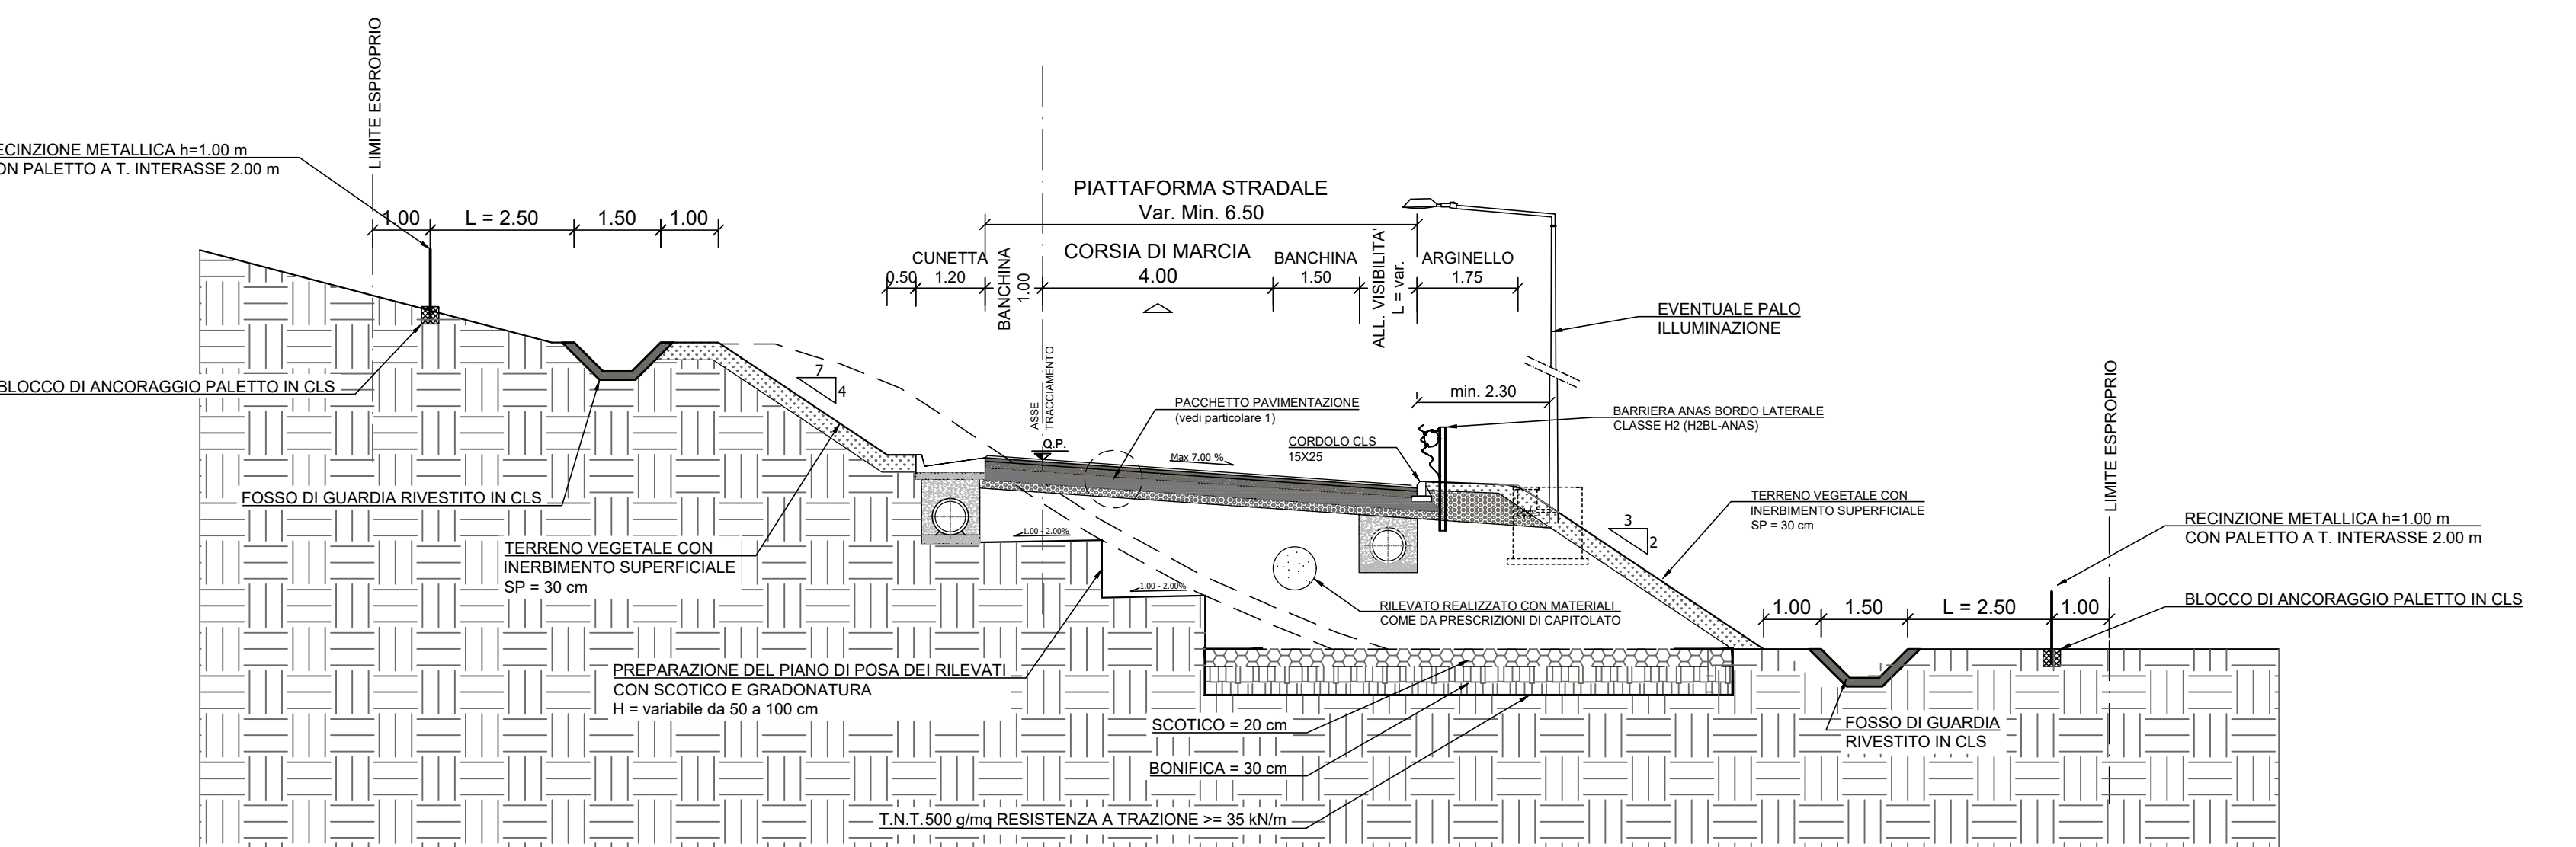 LIMITE ESPROPRIO
ECINZIONE METALLICA h=1.00 m
ON PALETTO A T. INTERASSE 2.00 m
1.00
L = 2.50
1.50
1.00
PIATTAFORMA STRADALE
Var. Min. 6.50
CUNETTA
0.50
1.20
BANCHINA
1.00
CORSIA DI MARCIA
4.00
BANCHINA
1.50
ALL. VISIBILITA'
L = var.
ARGINELLO
1.75
EVENTUALE PALO
ILLUMINAZIONE
BLOCCO DI ANCORAGGIO PALETTO IN CLS
7
4
ASSE
TRACCIAMENTO
Q.P.
PACCHETTO PAVIMENTAZIONE
(vedi particolare 1)
Max 7.00 %
CORDOLO CLS
15X25
min. 2.30
BARRIERA ANAS BORDO LATERALE
CLASSE H2 (H2BL-ANAS)
LIMITE ESPROPRIO
FOSSO DI GUARDIA RIVESTITO IN CLS
TERRENO VEGETALE CON
INERBIMENTO SUPERFICIALE
SP = 30 cm
1.00 - 2.00%
1.00 - 2.00%
3
2
TERRENO VEGETALE CON
INERBIMENTO SUPERFICIALE
SP = 30 cm
RECINZIONE METALLICA h=1.00 m
CON PALETTO A T. INTERASSE 2.00 m
BLOCCO DI ANCORAGGIO PALETTO IN CLS
RILEVATO REALIZZATO CON MATERIALI
COME DA PRESCRIZIONI DI CAPITOLATO
1.00
1.50
L = 2.50
1.00
PREPARAZIONE DEL PIANO DI POSA DEI RILEVATI
CON SCOTICO E GRADONATURA
H = variabile da 50 a 100 cm
SCOTICO = 20 cm
BONIFICA = 30 cm
T.N.T.500 g/mq RESISTENZA A TRAZIONE >= 35 kN/m
FOSSO DI GUARDIA
RIVESTITO IN CLS